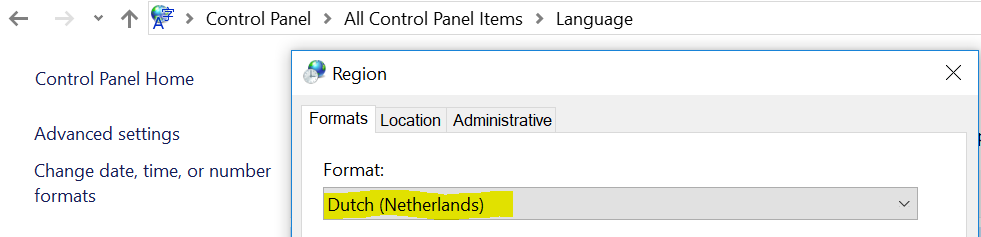 Control Panel > All Control Panel Items > Language
Control Panel Home
Advanced settings
Change date, time, or number
formats
Region
Formats Location Administrative
Format:
Dutch (Netherlands)